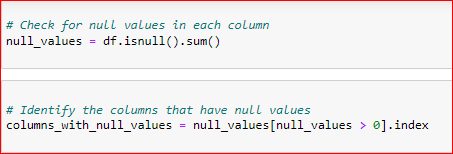 # Check for null values in each column
null_values = df.isnull().sum()
# Identify the columns that have null values
columns_with_null_values = null_values[null_values > 0].index